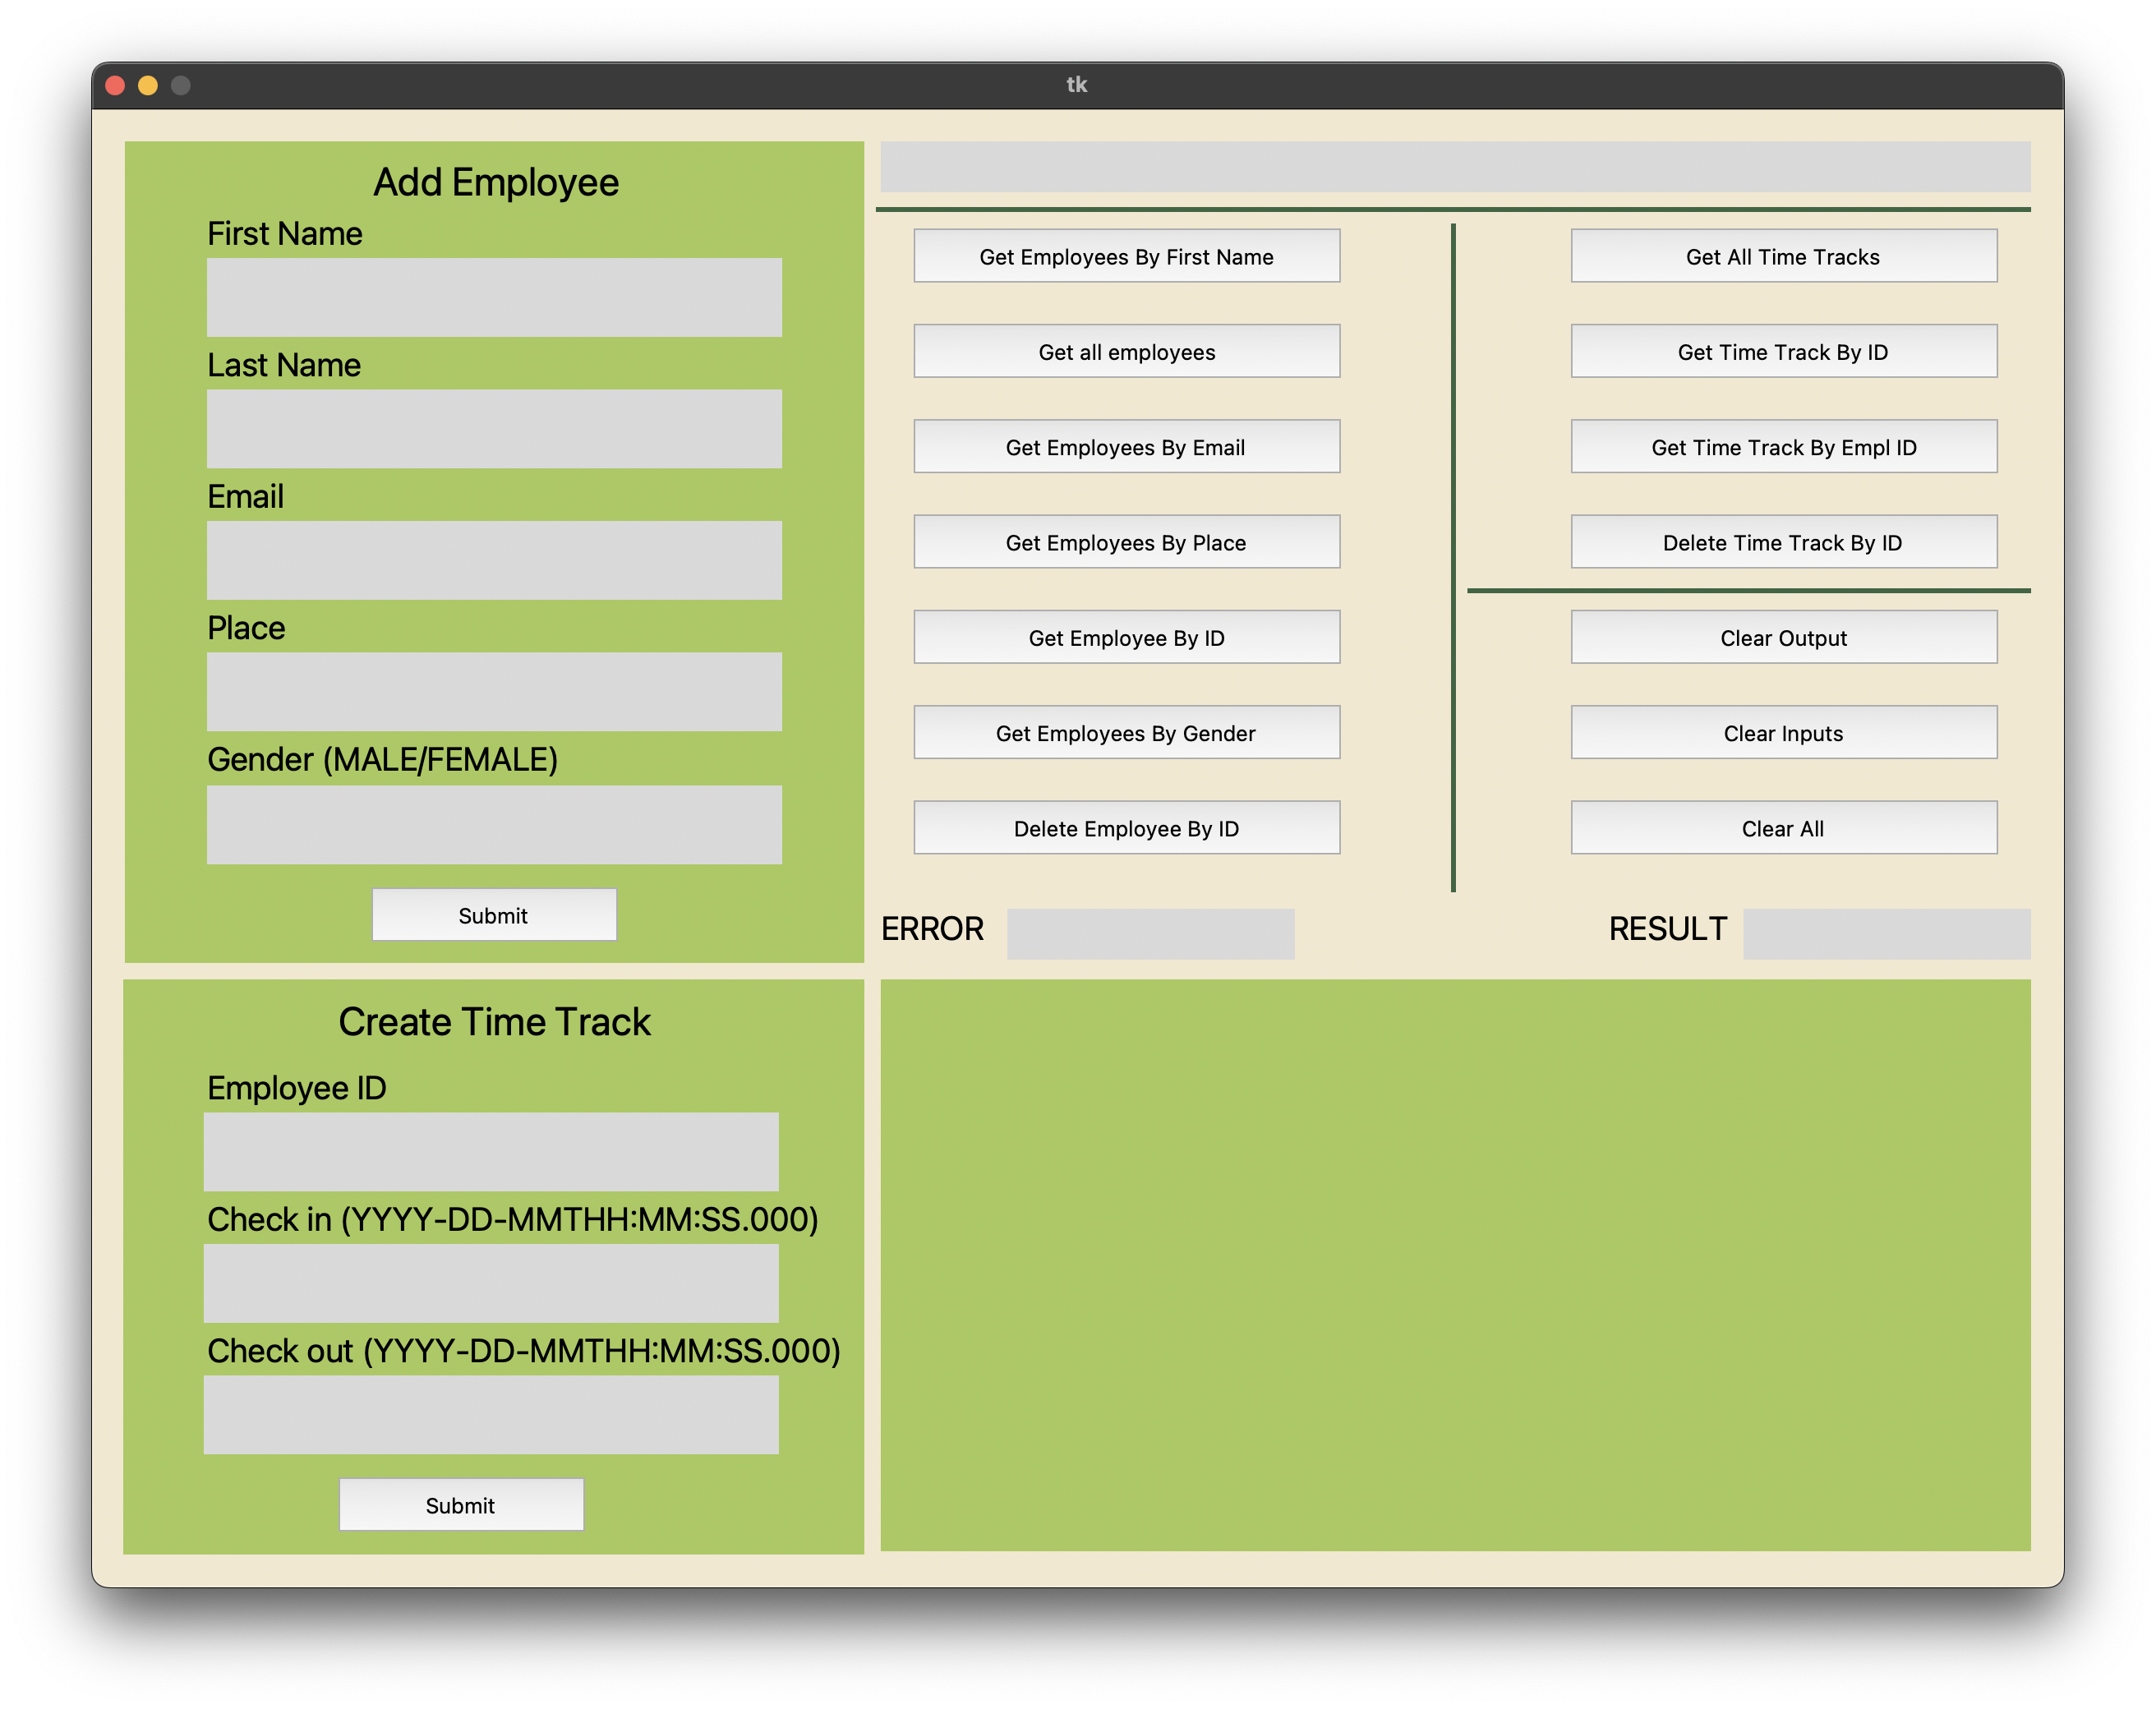 tk
Add Employee
First Name
Last Name
Email
Place
Gender (MALE/FEMALE)
Submit
Get Employees By First Name
Get all employees
Get Employees By Email
Get Employees By Place
Get Employee By ID
Get Employees By Gender
Delete Employee By ID
Get All Time Tracks
Get Time Track By ID
Get Time Track By Empl ID
Delete Time Track By ID
Clear Output
Clear Inputs
Clear All
ERROR
RESULT
Create Time Track
Employee ID
Check in (YYYY-DD-MMTHH:MM:SS.000)
Check out (YYYY-DD-MMTHH:MM:SS.000)
Submit